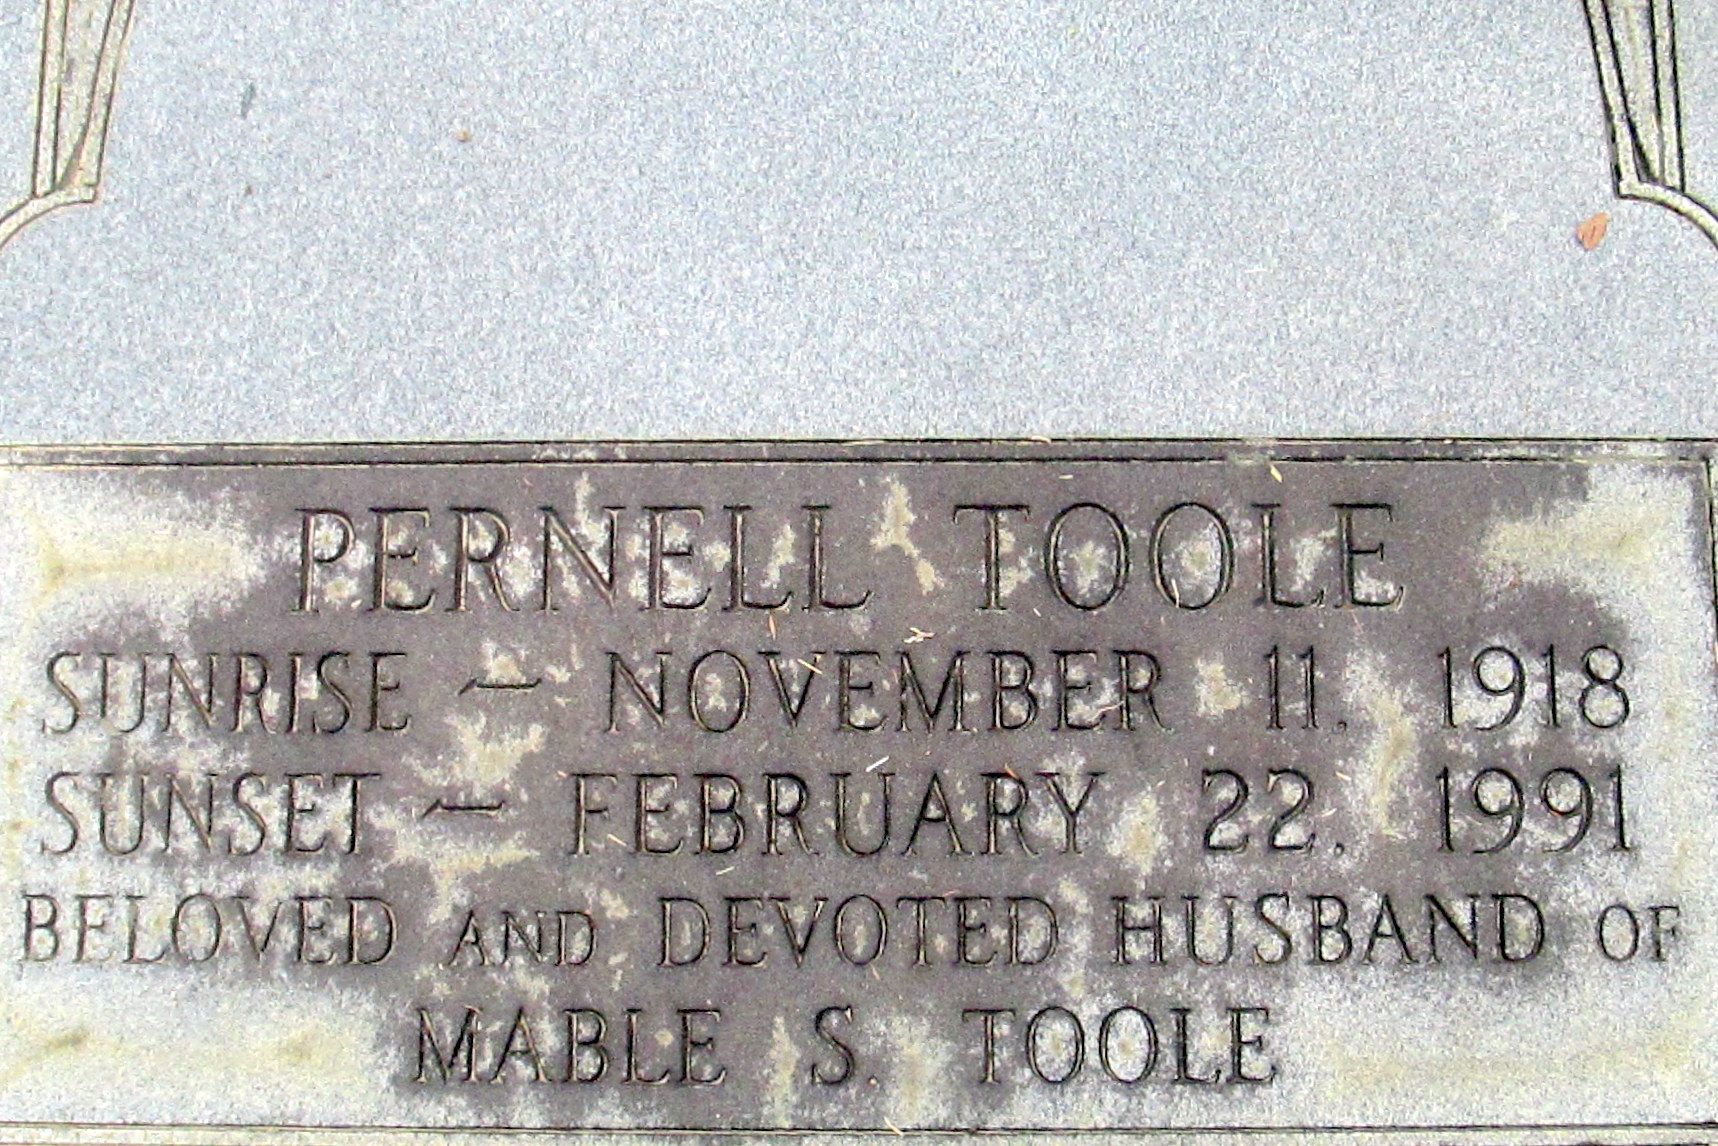 PERNELL TOOLE
SUNRISE – NOVEMBER 11, 1918
SUNSET – FEBRUARY 22, 1991
BELOVED AND DEVOTED HUSBAND OF
MABLE S. TOOLE